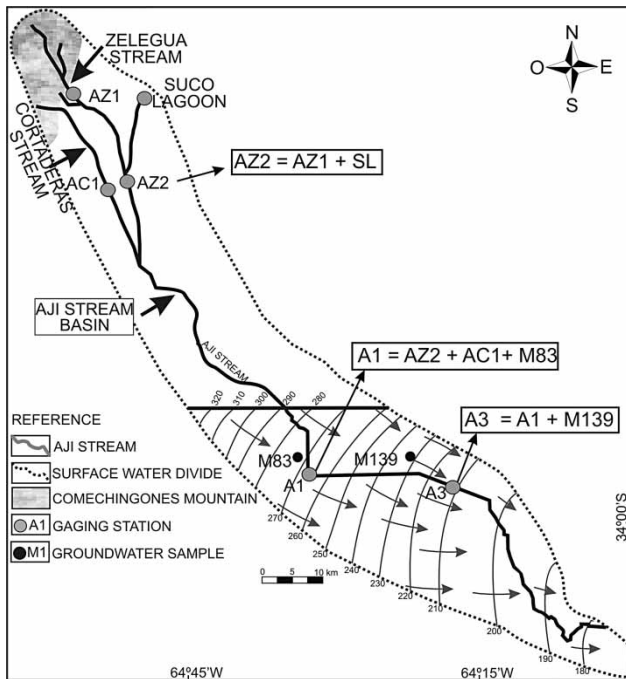 ZELEGUA
STREAM
SUCO
LAGOON
N
O
E
S
AZ1
CORTADERAS
STREAM
AC1
AZ2
AZ2 = AZ1 + SL
AJI STREAM
BASIN
AJI STREAM
A1 = AZ2 + AC1+ M83
A3 = A1 + M139
320
310
300
290
280
REFERENCE
AJI STREAM
SURFACE WATER DIVIDE
COMECHINGONES MOUNTAIN
A1 GAGING STATION
M1 GROUNDWATER SAMPLE
M83
A1
M139
A3
270
260
250
240
230
220
210
200
190
180
0 5 10 km
34°00'S
64°45'W
64°15'W